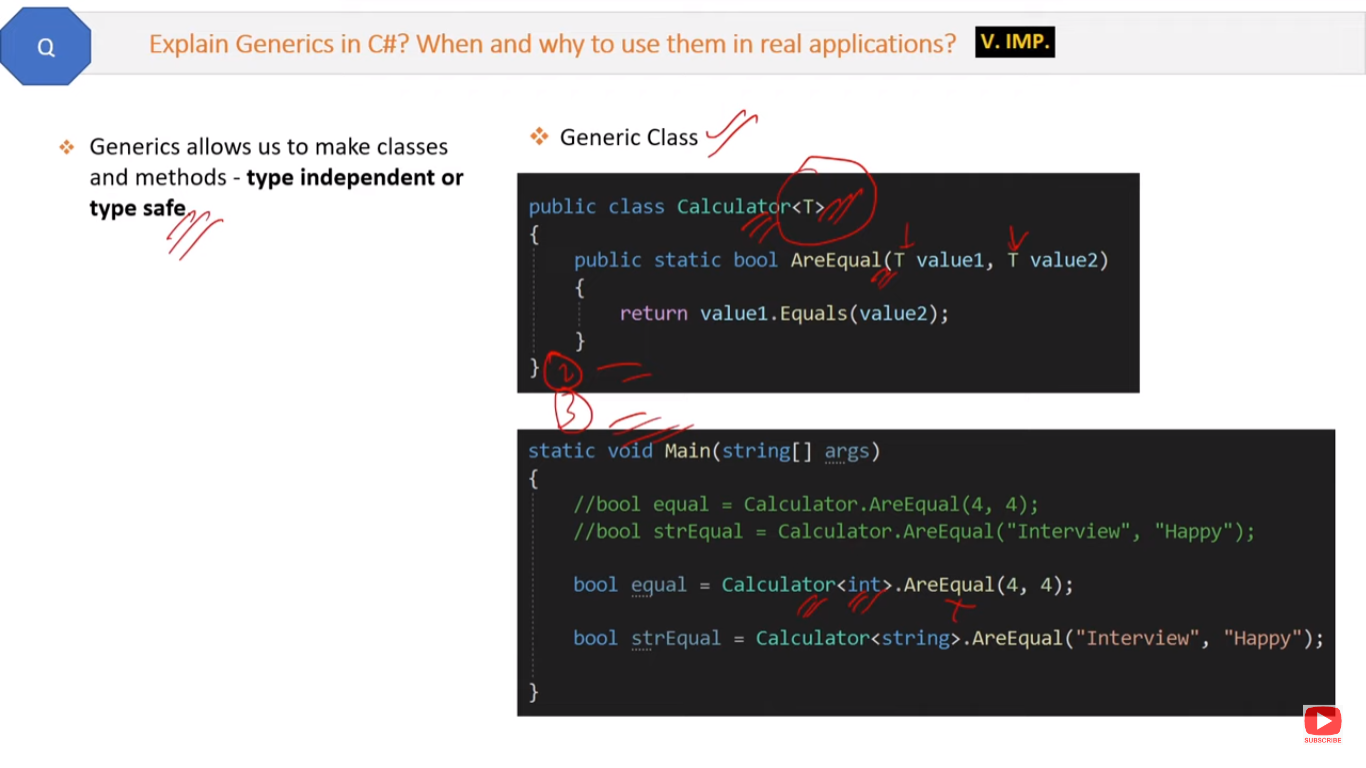 Q
Explain Generics in C#? When and why to use them in real applications?
V. IMP.
❖ Generics allows us to make classes
and methods - type independent or
type safe.
❖ Generic Class
public class Calculator<T>
{
public static bool AreEqual(T value1, T value2)
{
return value1.Equals(value2);
}
}
2
3
static void Main(string[] args)
{
//bool equal = Calculator.AreEqual(4, 4);
//bool strEqual = Calculator.AreEqual("Interview", "Happy");
bool equal = Calculator<int>.AreEqual(4, 4);
bool strEqual = Calculator<string>.AreEqual("Interview", "Happy");
}
SUBSCRIBE